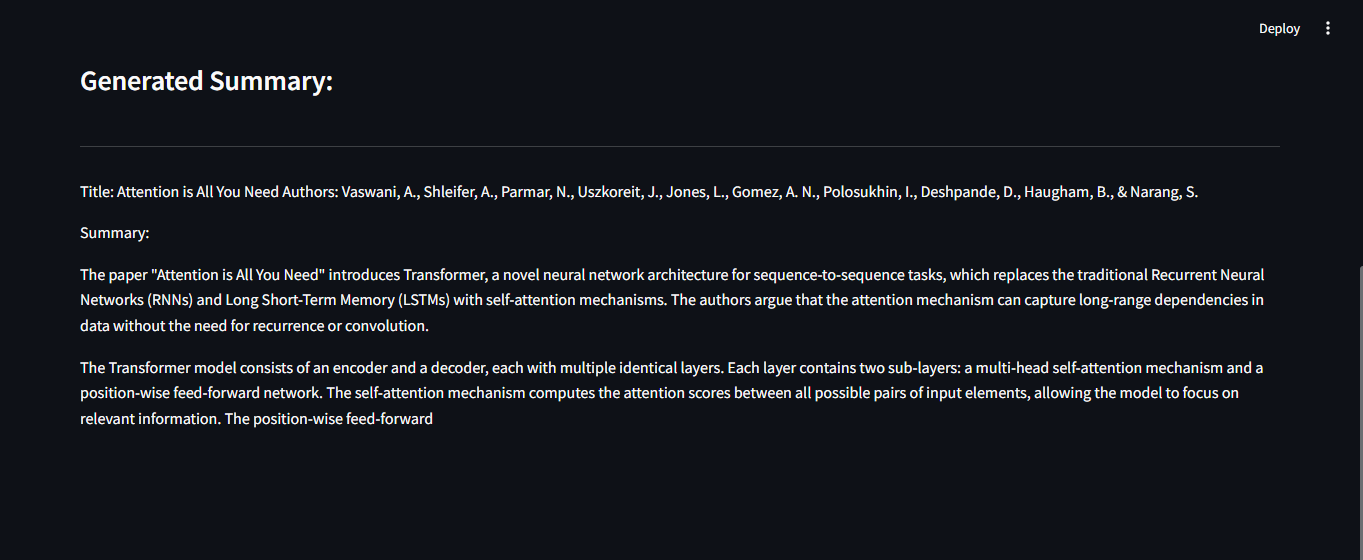 Deploy
Generated Summary:
Title: Attention is All You Need Authors: Vaswani, A., Shleifer, A., Parmar, N., Uszkoreit, J., Jones, L., Gomez, A. N., Polosukhin, I., Deshpande, D., Haugham, B., & Narang, S.
Summary:
The paper "Attention is All You Need" introduces Transformer, a novel neural network architecture for sequence-to-sequence tasks, which replaces the traditional Recurrent Neural
Networks (RNNs) and Long Short-Term Memory (LSTMs) with self-attention mechanisms. The authors argue that the attention mechanism can capture long-range dependencies in
data without the need for recurrence or convolution.
The Transformer model consists of an encoder and a decoder, each with multiple identical layers. Each layer contains two sub-layers: a multi-head self-attention mechanism and a
position-wise feed-forward network. The self-attention mechanism computes the attention scores between all possible pairs of input elements, allowing the model to focus on
relevant information. The position-wise feed-forward